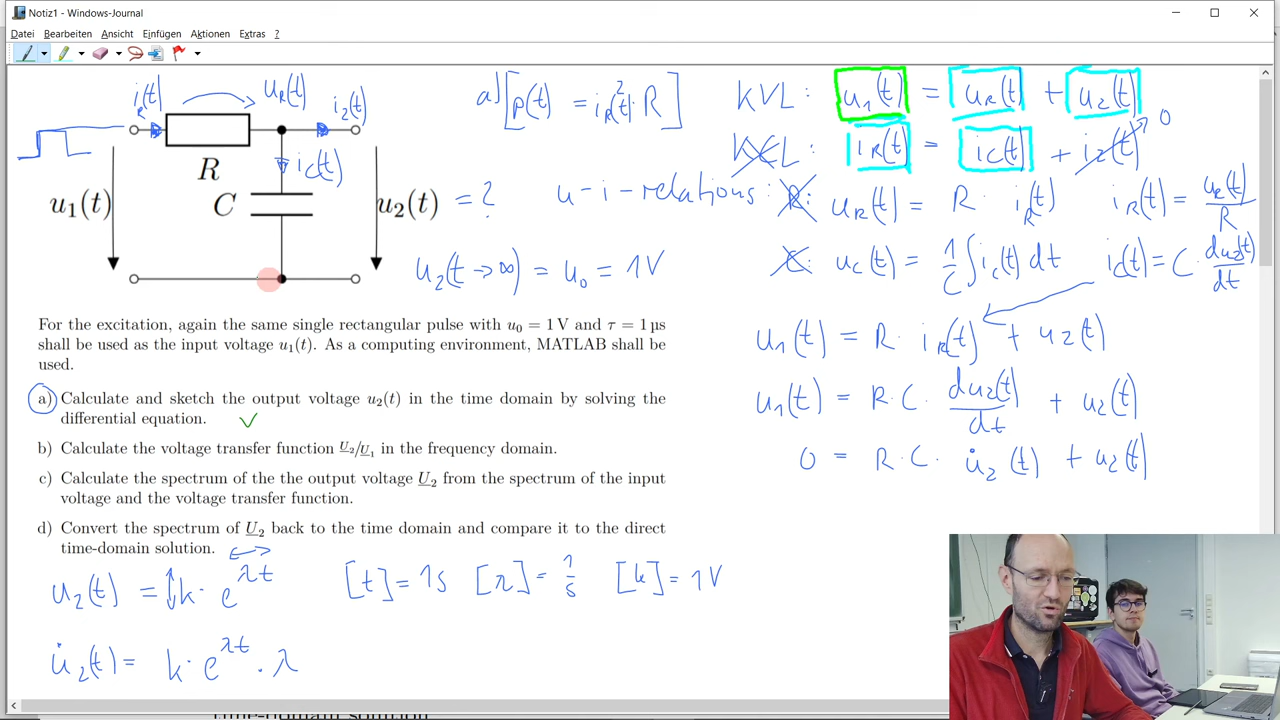 Notiz1 - Windows-Journal
Datei Bearbeiten Ansicht Einfügen Aktionen Extras ?
i_R(t) u_R(t) i_2(t)
a) [p(t) = i_R²(t) · R]
KVL: u_1(t) = u_R(t) + u_2(t)
KCL: i_R(t) = i_C(t) + i_2(t) 0
R
i_C(t)
u_1(t) C u_2(t) = ?
u-i-relations: R: u_R(t) = R · i_R(t) i_R(t) = u_R(t)/R
C: u_C(t) = 1/C ∫ i_C(t) dt i_C(t) = C · du_2(t)/dt
u_2(t→∞) = u_0 = 1V
u_1(t) = R · i_R(t) + u_2(t)
u_1(t) = R · C · du_2(t)/dt + u_2(t)
0 = R · C · u̇_2(t) + u_2(t)
For the excitation, again the same single rectangular pulse with u_0 = 1 V and τ = 1 µs
shall be used as the input voltage u_1(t). As a computing environment, MATLAB shall be
used.
a) Calculate and sketch the output voltage u_2(t) in the time domain by solving the
differential equation. ✓
b) Calculate the voltage transfer function U_2/U_1 in the frequency domain.
c) Calculate the spectrum of the the output voltage U_2 from the spectrum of the input
voltage and the voltage transfer function.
d) Convert the spectrum of U_2 back to the time domain and compare it to the direct
time-domain solution.
u_2(t) = k · e^{λt} [t] = 1s [λ] = 1/s [k] = 1V
u̇_2(t) = k · e^{λt} · λ
time-domain solution